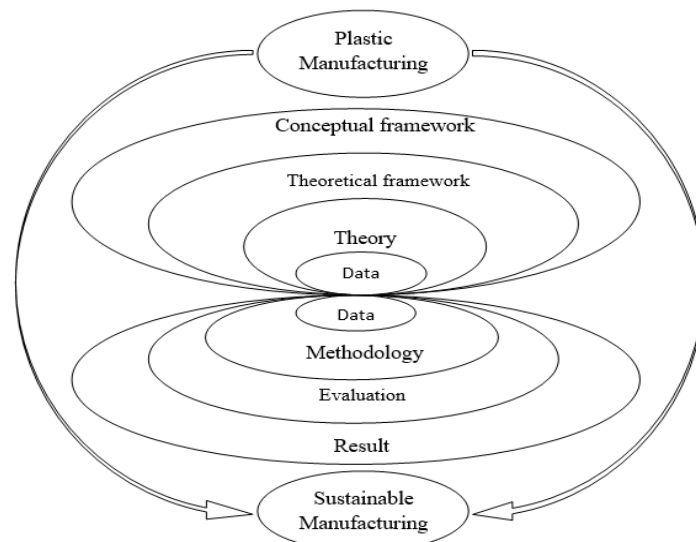 Plastic
Manufacturing
Conceptual framework
Theoretical framework
Theory
Data
Data
Methodology
Evaluation
Result
Sustainable
Manufacturing